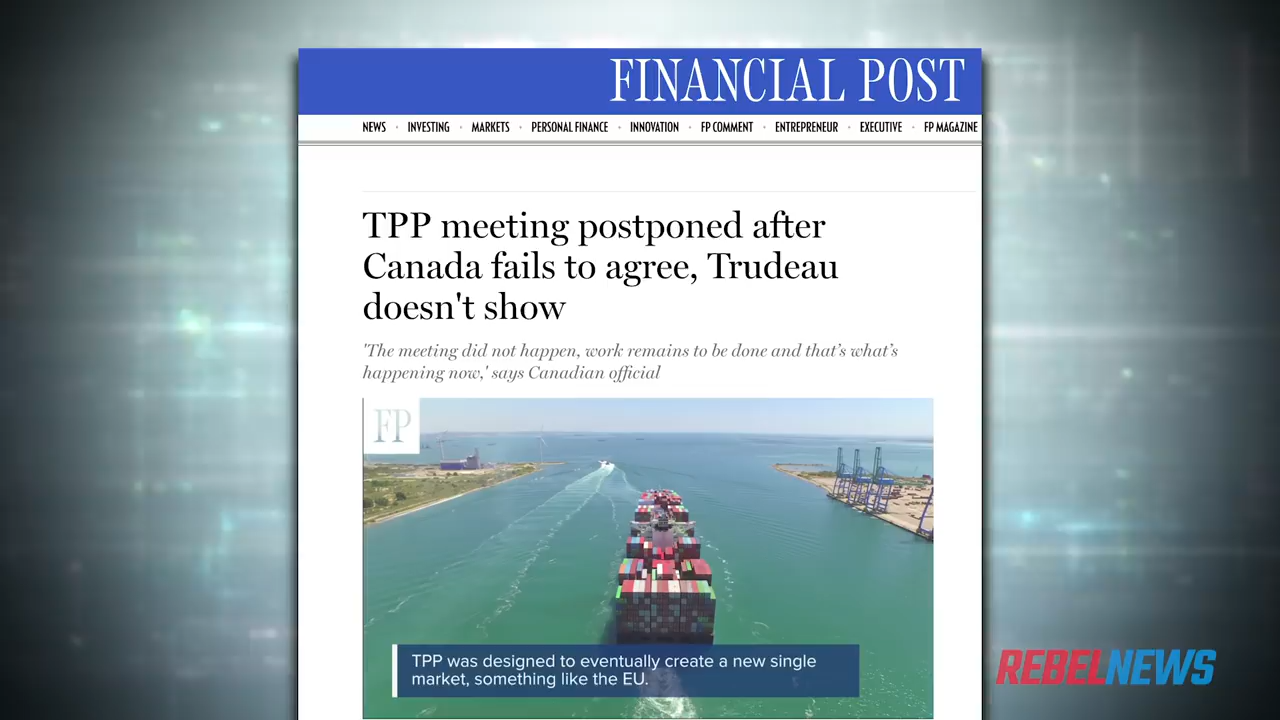 FINANCIAL POST
NEWS · INVESTING · MARKETS · PERSONAL FINANCE · INNOVATION · FP COMMENT · ENTREPRENEUR · EXECUTIVE · FP MAGAZINE
TPP meeting postponed after
Canada fails to agree, Trudeau
doesn't show
'The meeting did not happen, work remains to be done and that’s what’s
happening now,' says Canadian official
FP
TPP was designed to eventually create a new single
market, something like the EU.
REBELNEWS